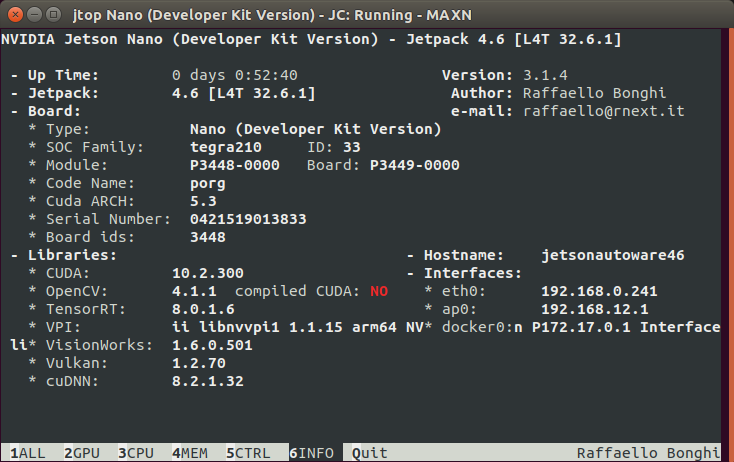 jtop Nano (Developer Kit Version) - JC: Running - MAXN
NVIDIA Jetson Nano (Developer Kit Version) - Jetpack 4.6 [L4T 32.6.1]
- Up Time: 0 days 0:52:40 Version: 3.1.4
- Jetpack: 4.6 [L4T 32.6.1] Author: Raffaello Bonghi
- Board: e-mail: raffaello@rnext.it
* Type: Nano (Developer Kit Version)
* SOC Family: tegra210 ID: 33
* Module: P3448-0000 Board: P3449-0000
* Code Name: porg
* Cuda ARCH: 5.3
* Serial Number: 0421519013833
* Board ids: 3448
- Libraries: - Hostname: jetsonautoware46
* CUDA: 10.2.300 - Interfaces:
* OpenCV: 4.1.1 compiled CUDA: NO * eth0: 192.168.0.241
* TensorRT: 8.0.1.6 * ap0: 192.168.12.1
* VPI: ii libnvvpi1 1.1.15 arm64 NV* docker0:n P172.17.0.1 Interface
li* VisionWorks: 1.6.0.501
* Vulkan: 1.2.70
* cuDNN: 8.2.1.32
1ALL 2GPU 3CPU 4MEM 5CTRL 6INFO Quit Raffaello Bonghi